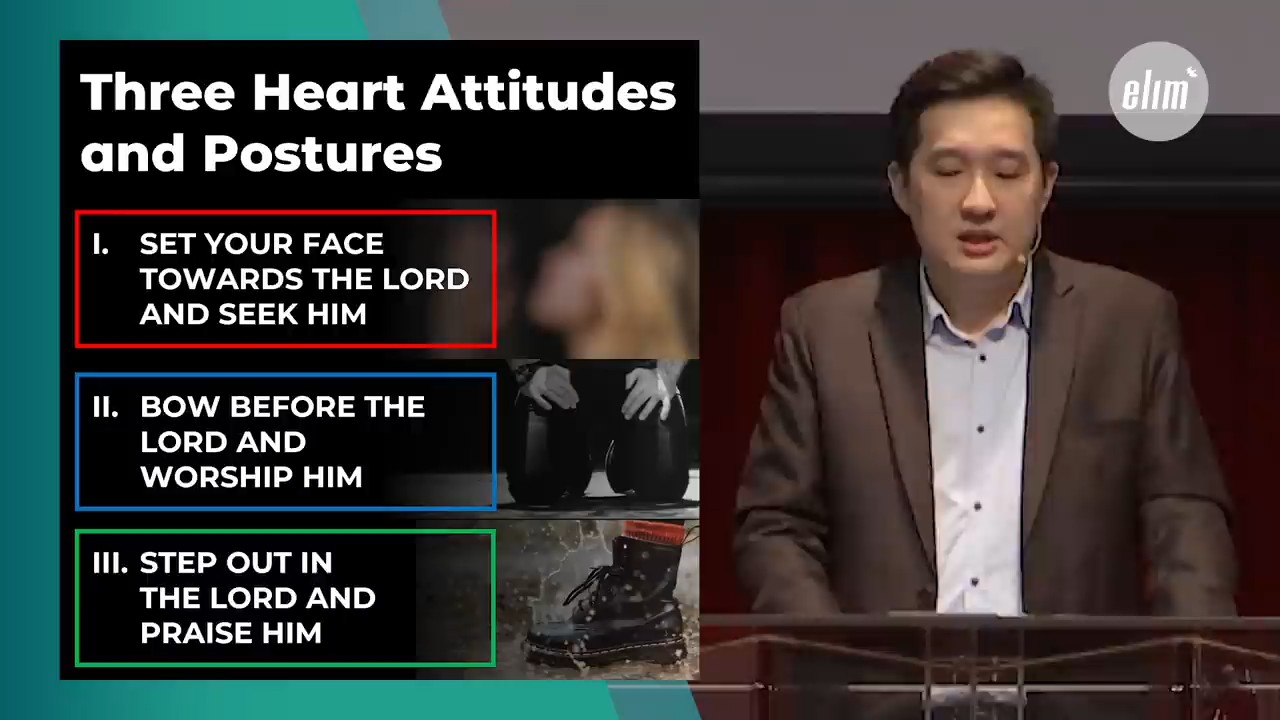 Three Heart Attitudes
and Postures
I. SET YOUR FACE
TOWARDS THE LORD
AND SEEK HIM
II. BOW BEFORE THE
LORD AND
WORSHIP HIM
III. STEP OUT IN
THE LORD AND
PRAISE HIM
elim